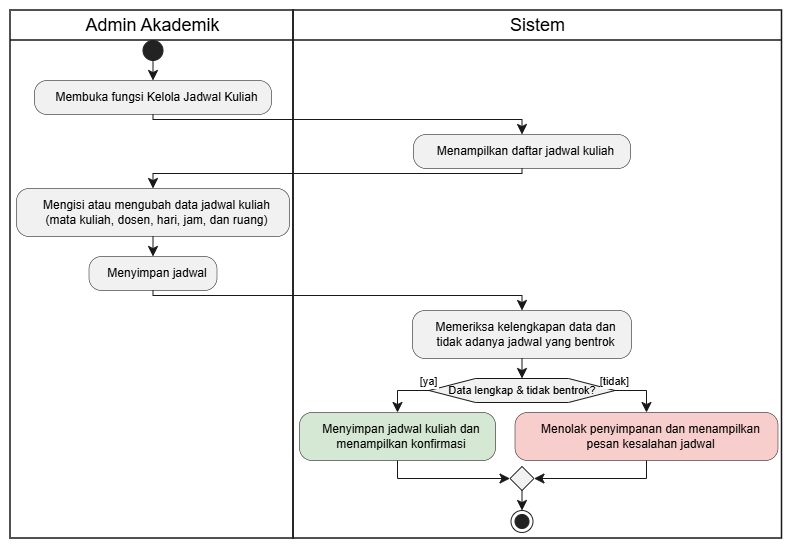 Admin Akademik
Sistem
Membuka fungsi Kelola Jadwal Kuliah
Menampilkan daftar jadwal kuliah
Mengisi atau mengubah data jadwal kuliah
(mata kuliah, dosen, hari, jam, dan ruang)
Menyimpan jadwal
Memeriksa kelengkapan data dan
tidak adanya jadwal yang bentrok
[ya]
Data lengkap & tidak bentrok?
[tidak]
Menyimpan jadwal kuliah dan
menampilkan konfirmasi
Menolak penyimpanan dan menampilkan
pesan kesalahan jadwal